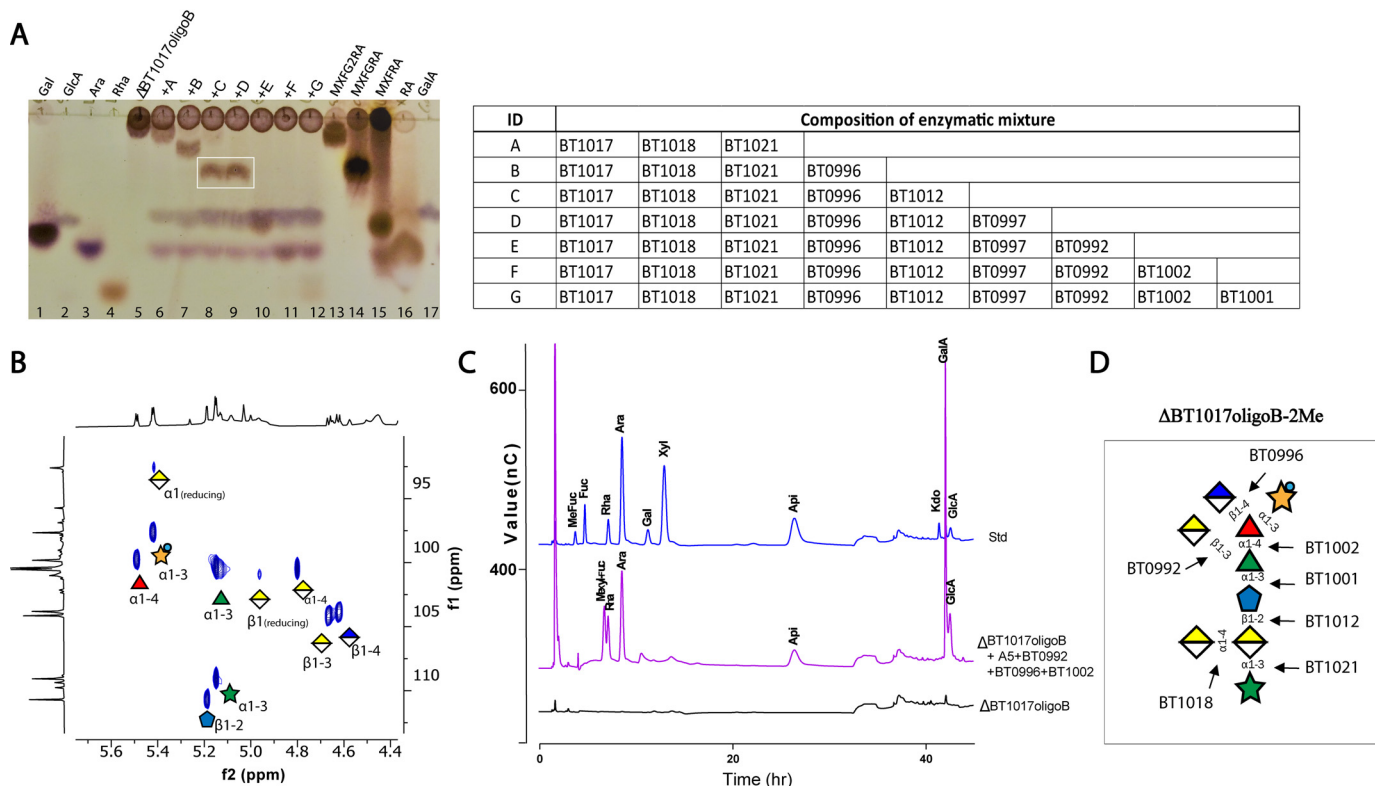 A
Gal GlcA Ara Rha ΔBT1017oligoB +A +B +C +D +E +F +G MXFG2RA MXFGRA MXFRA RA GalA
1 2 3 4 5 6 7 8 9 10 11 12 13 14 15 16 17
ID Composition of enzymatic mixture
A BT1017 BT1018 BT1021
B BT1017 BT1018 BT1021 BT0996
C BT1017 BT1018 BT1021 BT0996 BT1012
D BT1017 BT1018 BT1021 BT0996 BT1012 BT0997
E BT1017 BT1018 BT1021 BT0996 BT1012 BT0997 BT0992
F BT1017 BT1018 BT1021 BT0996 BT1012 BT0997 BT0992 BT1002
G BT1017 BT1018 BT1021 BT0996 BT1012 BT0997 BT0992 BT1002 BT1001
B
α1(reducing)
α1-3
α1-4
α1-3
β1(reducing)
α1-4
β1-3
β1-4
α1-3
β1-2
95
100
105
110
f1 (ppm)
5.6 5.4 5.2 5.0 4.8 4.6 4.4
f2 (ppm)
C
Value(nC)
600
400
MeFuc Fuc Rha Ara Gal Xyl Api Kdo GlcA
Std
Rha Ara Api GalA GlcA
ΔBT1017oligoB
+ A5+BT0992
+BT0996+BT1002
ΔBT1017oligoB
0 20 40
Time (hr)
D
ΔBT1017oligoB-2Me
BT0996
β1-4
α1-3
BT0992
β1-3
α1-4
BT1002
α1-3
BT1001
β1-2
BT1012
α1-4
α1-3
BT1021
BT1018